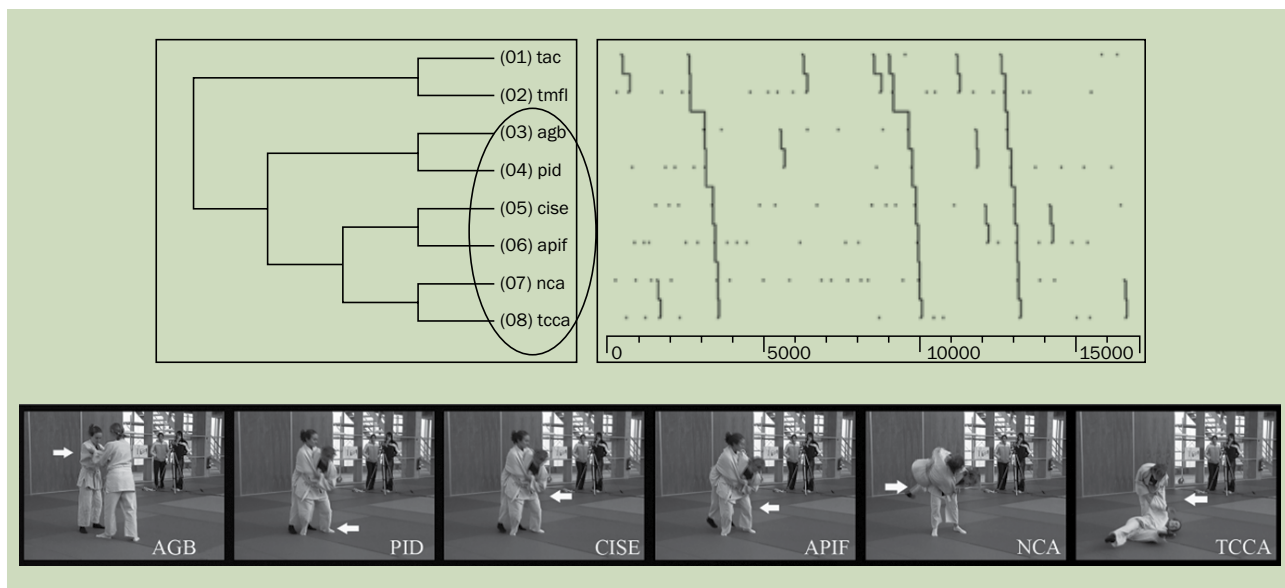 (01) tac
(02) tmfl
(03) agb
(04) pid
(05) cise
(06) apif
(07) nca
(08) tcca
0 5000 10000 15000
AGB PID CISE APIF NCA TCCA